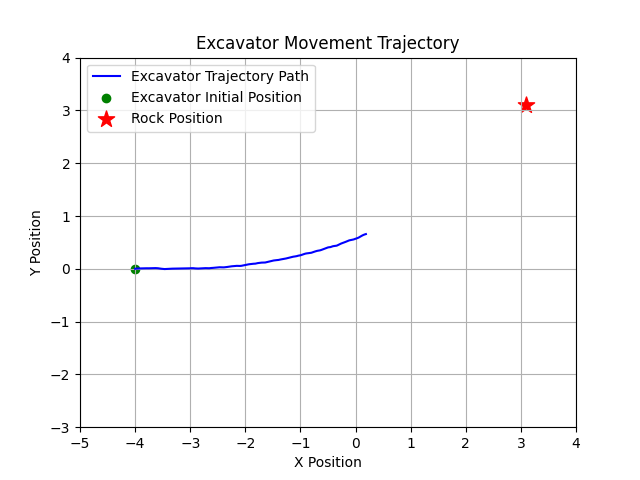 Excavator Movement Trajectory
Excavator Trajectory Path
Excavator Initial Position
Rock Position
4
3
2
1
0
−1
−2
−3
Y Position
−5 −4 −3 −2 −1 0 1 2 3 4
X Position